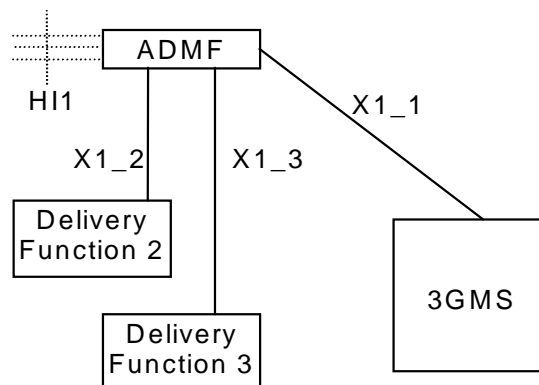 ADMF
HI1
X1_1
X1_2
X1_3
Delivery
Function 2
3GMS
Delivery
Function 3